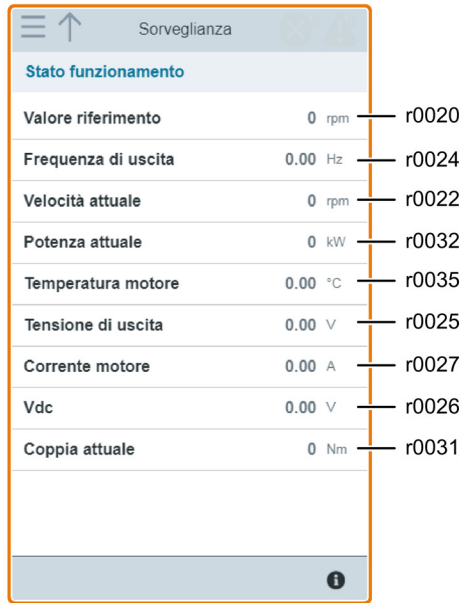 Sorveglianza
Stato funzionamento
Valore riferimento 0 rpm r0020
Frequenza di uscita 0.00 Hz r0024
Velocità attuale 0 rpm r0022
Potenza attuale 0 kW r0032
Temperatura motore 0.00 °C r0035
Tensione di uscita 0.00 V r0025
Corrente motore 0.00 A r0027
Vdc 0.00 V r0026
Coppia attuale 0 Nm r0031